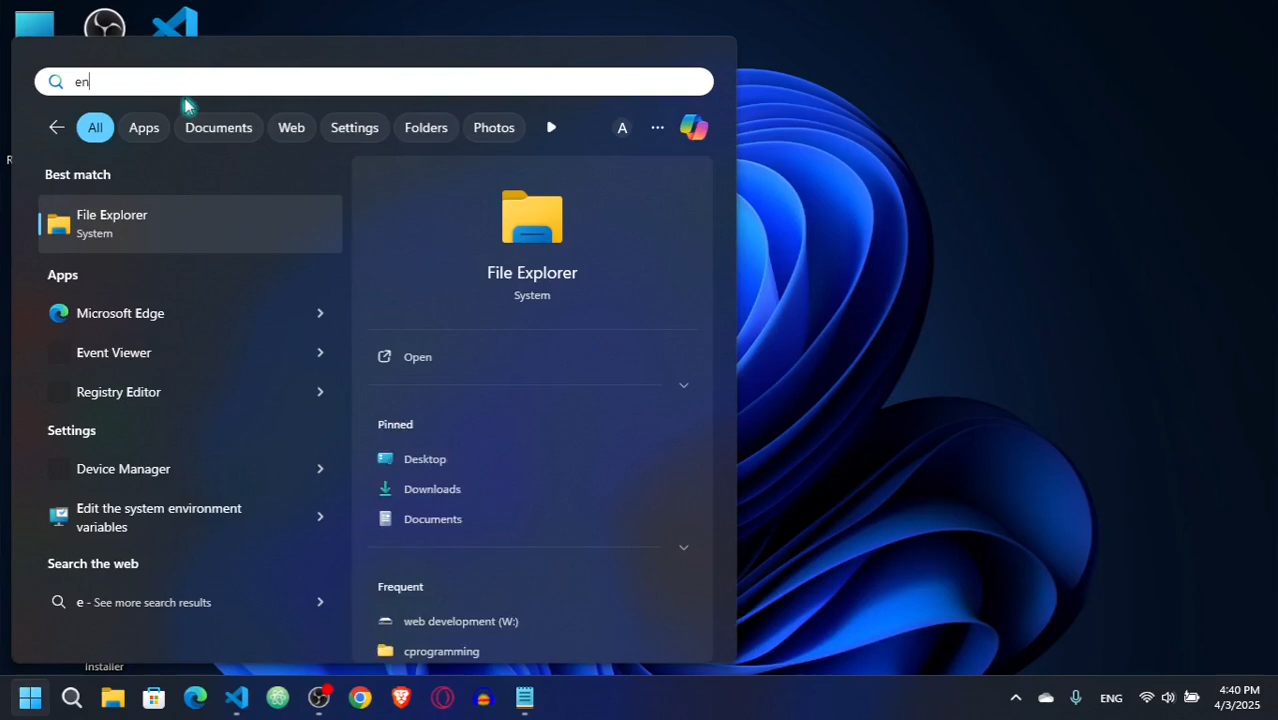 en
All
Apps
Documents
Web
Settings
Folders
Photos
A
Best match
File Explorer
System
Apps
Microsoft Edge
Event Viewer
Registry Editor
Settings
Device Manager
Edit the system environment
variables
Search the web
e - See more search results
File Explorer
System
Open
Pinned
Desktop
Downloads
Documents
Frequent
web development (W:)
cprogramming
R
Installer
ENG
4:40 PM
4/3/2025